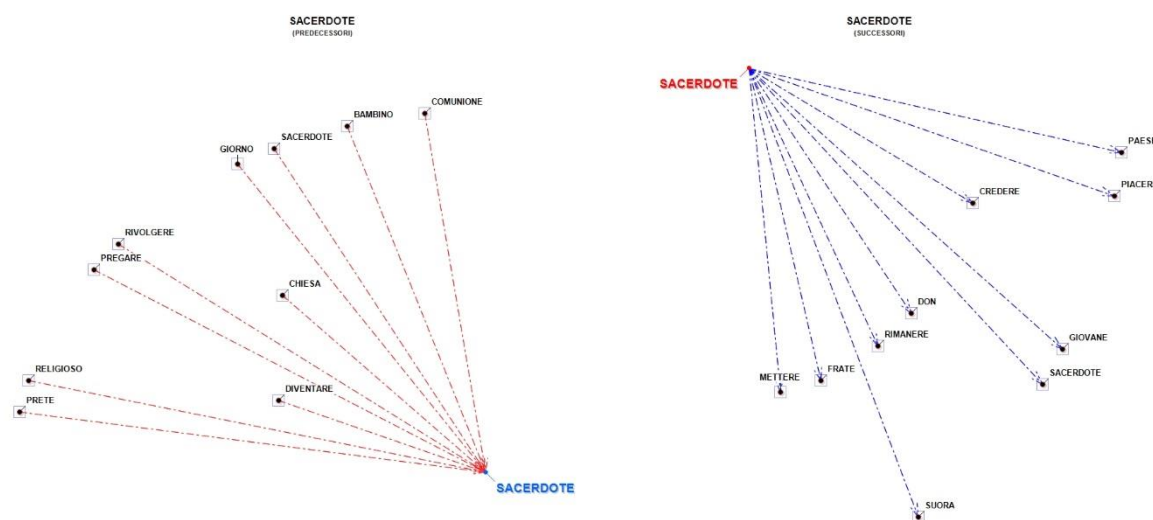 SACERDOTE
(PREDECESSORI)
COMUNIONE
BAMBINO
SACERDOTE
GIORNO
RIVOLGERE
PREGARE
CHIESA
RELIGIOSO
DIVENTARE
PRETE
SACERDOTE
SACERDOTE
(SUCCESSORI)
SACERDOTE
PAESE
PIACER
CREDERE
DON
RIMANERE
GIOVANE
FRATE
SACERDOTE
METTERE
SUORA